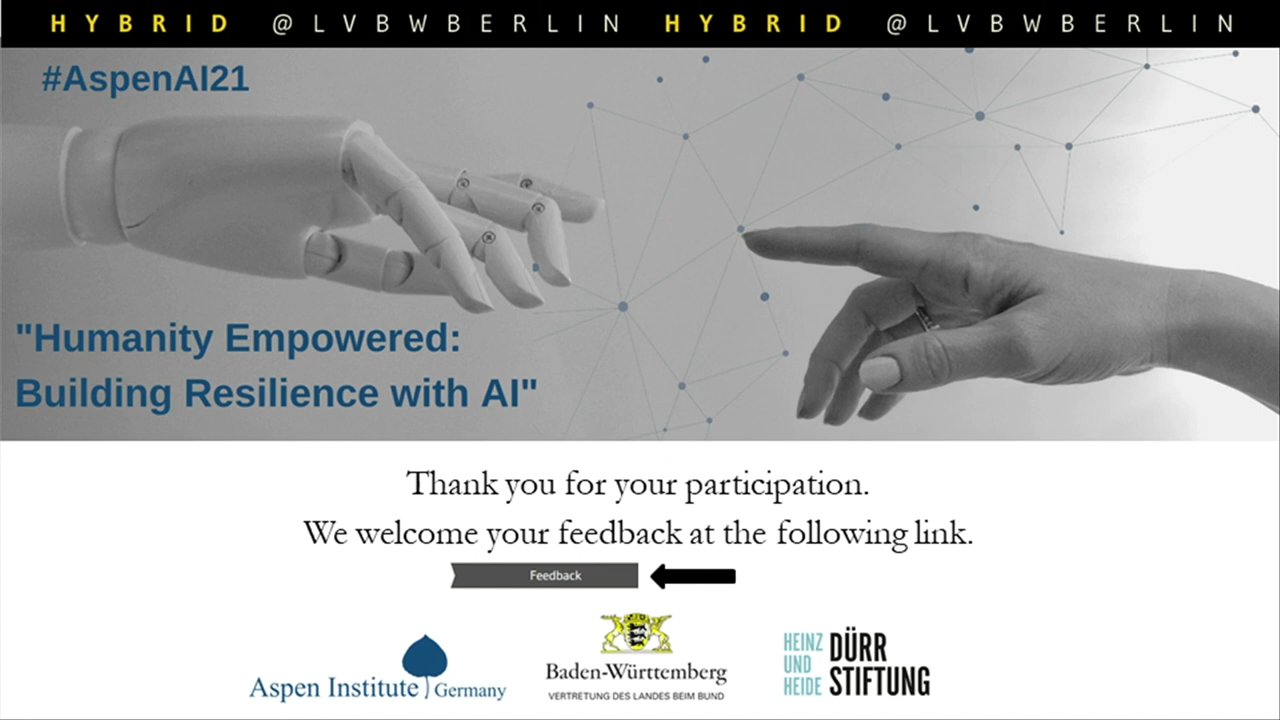 HYBRID @LVBWBERLIN HYBRID @LVBWBERLIN
#AspenAI21
"Humanity Empowered:
Building Resilience with AI"
Thank you for your participation.
We welcome your feedback at the following link.
Feedback
Aspen Institute Germany
Baden-Württemberg
VERTRETUNG DES LANDES BEIM BUND
HEINZ
UND
HEIDE
DÜRR
STIFTUNG